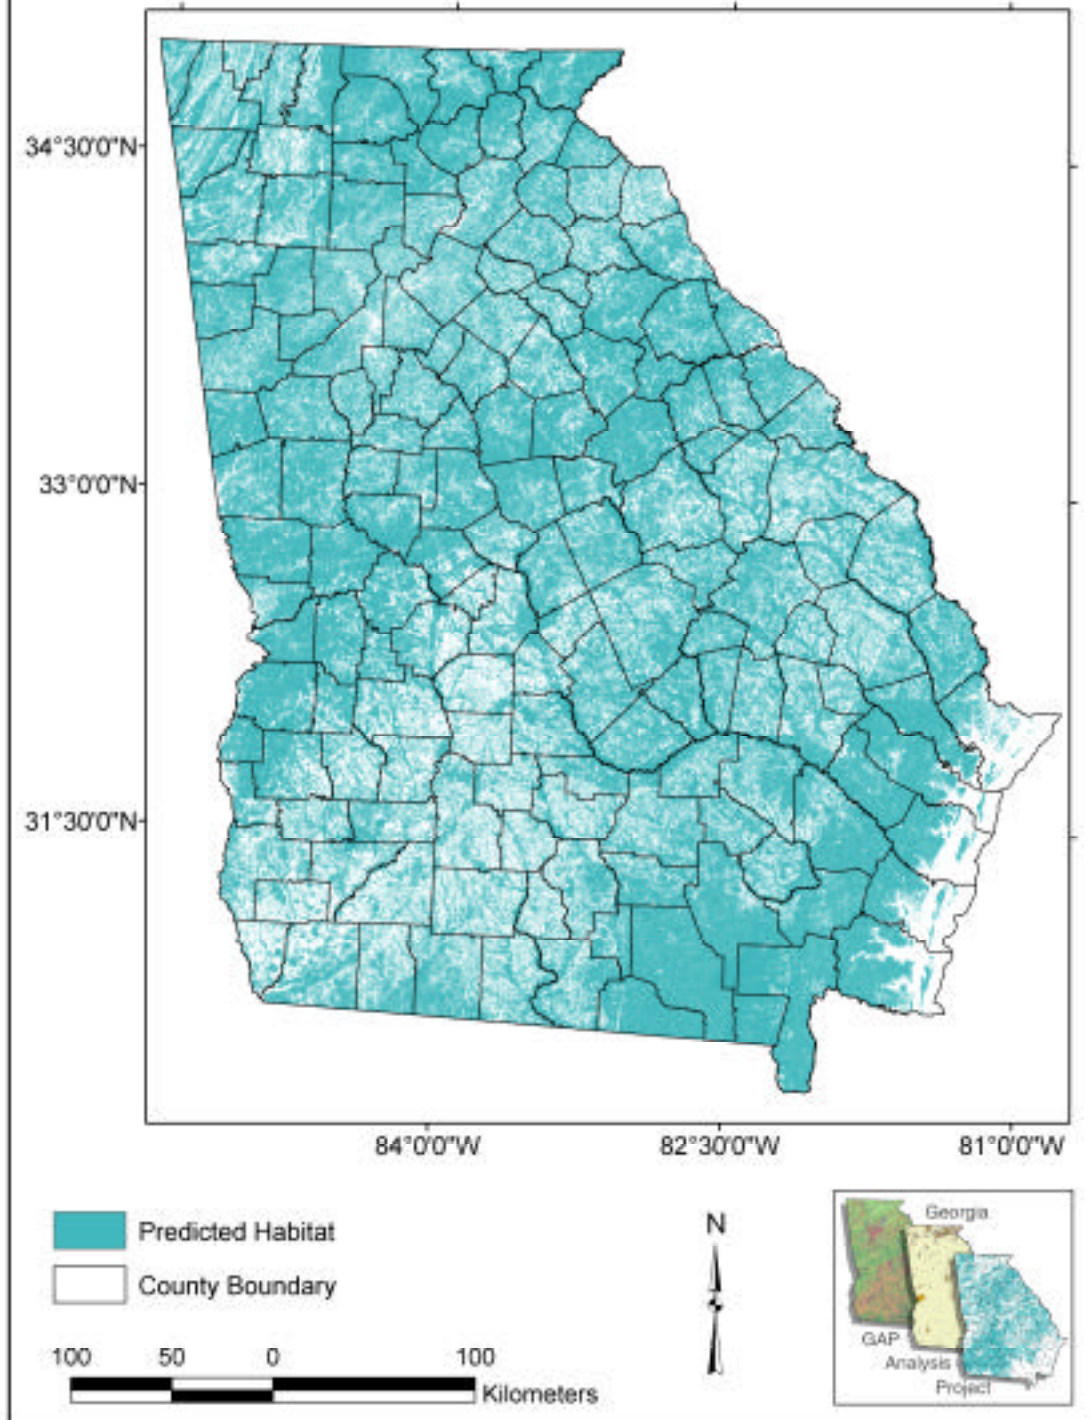 34°30'0"N
33°0'0"N
31°30'0"N
84°0'0"W 82°30'0"W 81°0'0"W
Predicted Habitat
County Boundary
N
100 50 0 100
Kilometers
Georgia
GAP
Analysis
Project